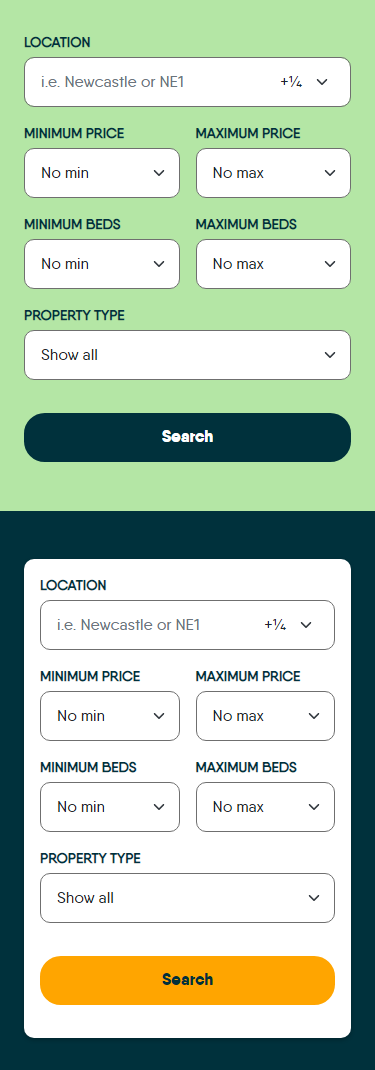 LOCATION
i.e. Newcastle or NE1 +¼
MINIMUM PRICE MAXIMUM PRICE
No min No max
MINIMUM BEDS MAXIMUM BEDS
No min No max
PROPERTY TYPE
Show all
Search
LOCATION
i.e. Newcastle or NE1 +¼
MINIMUM PRICE MAXIMUM PRICE
No min No max
MINIMUM BEDS MAXIMUM BEDS
No min No max
PROPERTY TYPE
Show all
Search